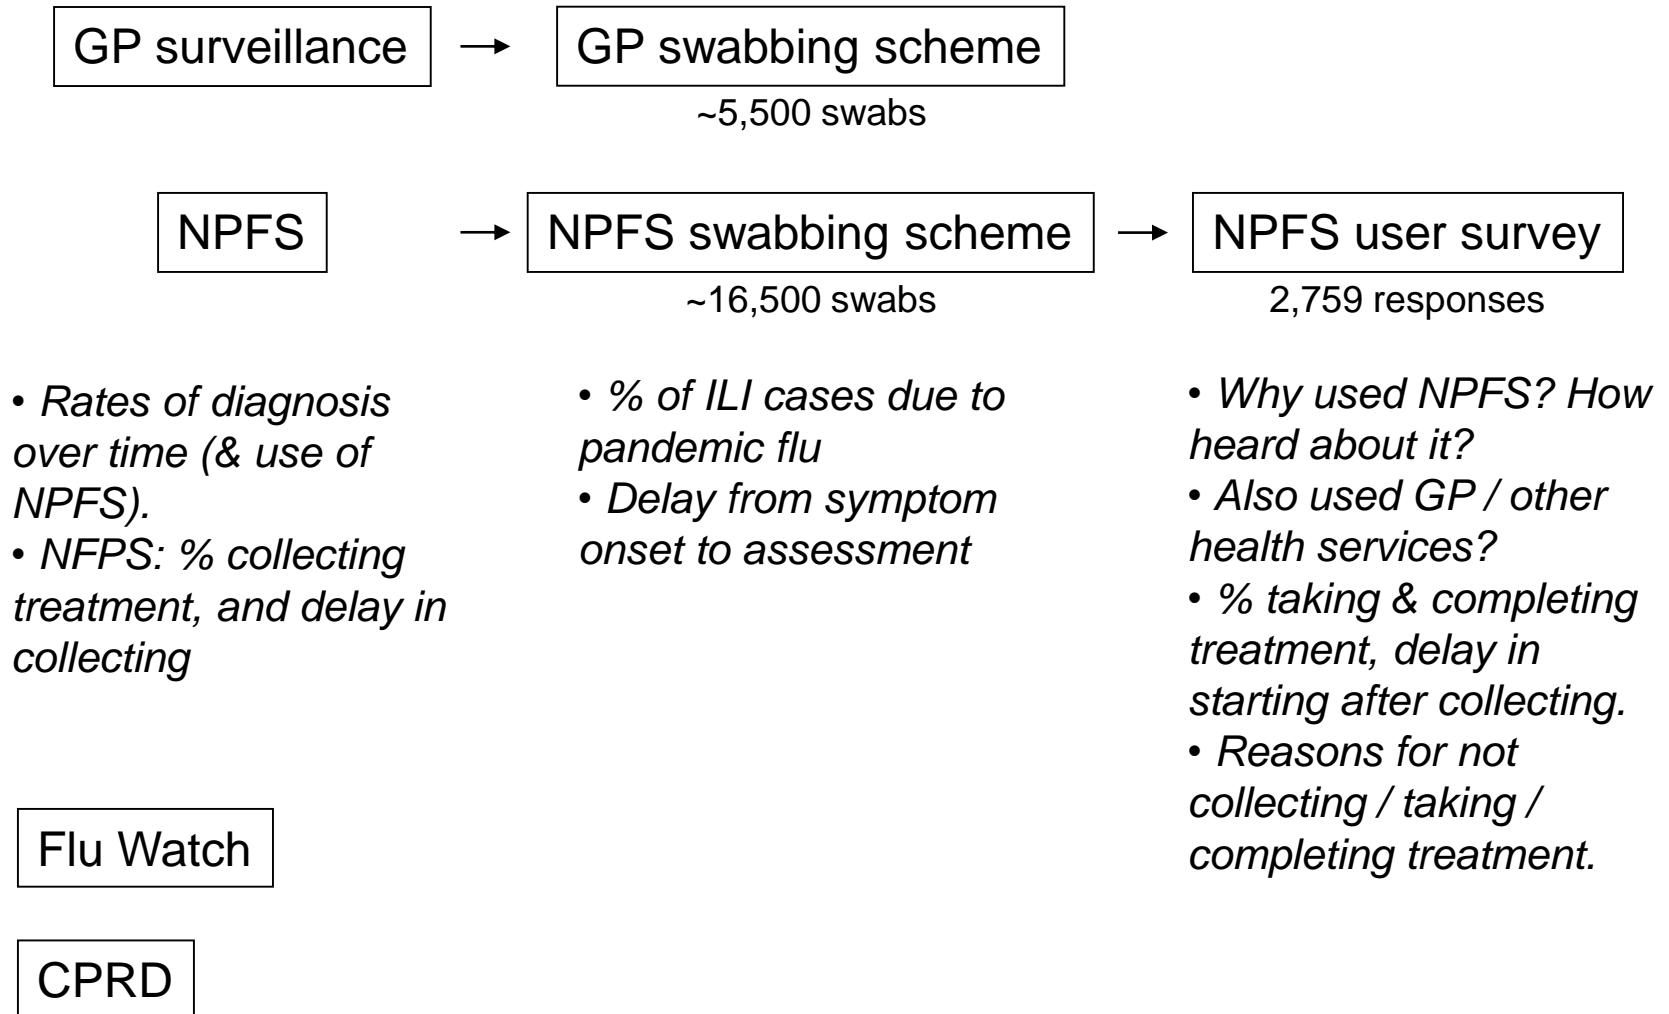 GP surveillance → GP swabbing scheme
~5,500 swabs
NPFS → NPFS swabbing scheme → NPFS user survey
~16,500 swabs
2,759 responses
• Rates of diagnosis
over time (& use of
NPFS).
• NFPS: % collecting
treatment, and delay in
collecting
• % of ILI cases due to
pandemic flu
• Delay from symptom
onset to assessment
• Why used NPFS? How
heard about it?
• Also used GP / other
health services?
• % taking & completing
treatment, delay in
starting after collecting.
• Reasons for not
collecting / taking /
completing treatment.
Flu Watch
CPRD